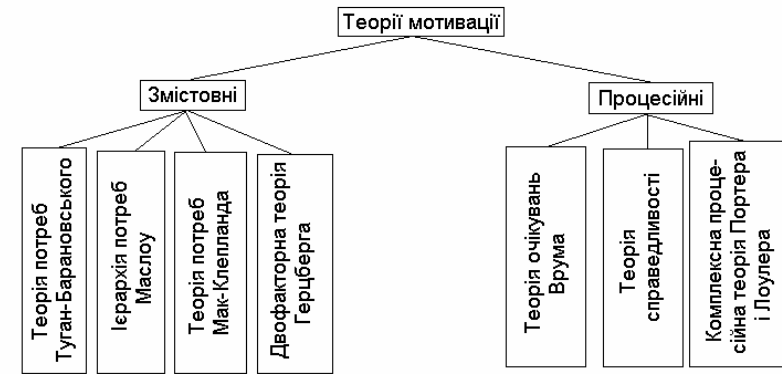 Теорії мотивації
Змістовні
Процесійні
Теорія потреб
Туган-Барановського
Ієрархія потреб
Маслоу
Теорія потреб
Мак-Клепланда
Двофакторна теорія
Герцберга
Теорія очікувань
Врума
Теорія
справедливості
Комплексна проце-
сійна теорія Портера
і Лоулера